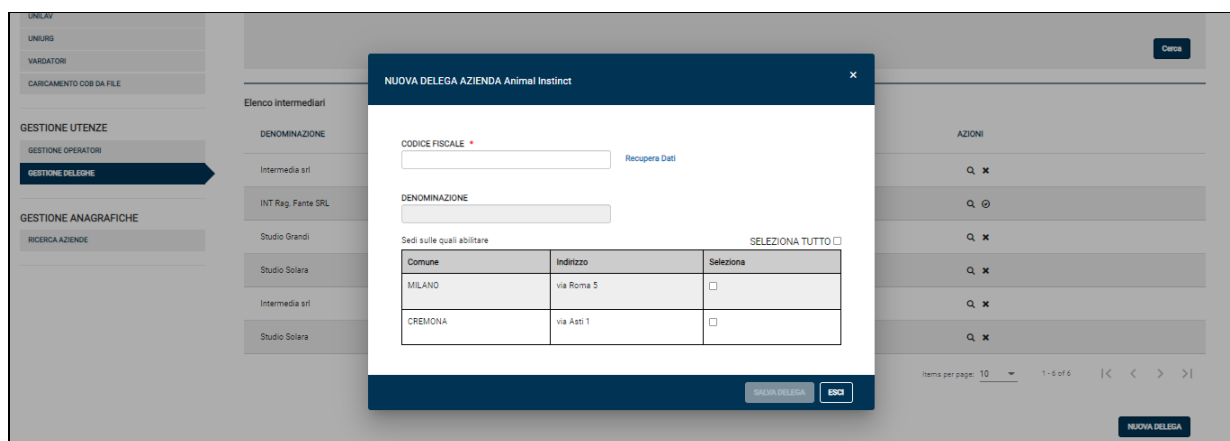 UNILAV
UNIURG
VARDATORI
CARICAMENTO COB DA FILE
GESTIONE UTENZE
GESTIONE OPERATORI
GESTIONE DELEGHE
GESTIONE ANAGRAFICHE
RICERCA AZIENDE
Cerca
Elenco intermediari
DENOMINAZIONE AZIONI
Intermedia srl
INT Rag. Fante SRL
Studio Grandi
Studio Solara
Intermedia srl
Studio Solara
Items per page: 10 1 - 6 of 6
NUOVA DELEGA
NUOVA DELEGA AZIENDA Animal Instinct ×
CODICE FISCALE *
Recupera Dati
DENOMINAZIONE
Sedi sulle quali abilitare SELEZIONA TUTTO
Comune Indirizzo Seleziona
MILANO via Roma 5
CREMONA via Asti 1
SALVA DELEGA ESCI